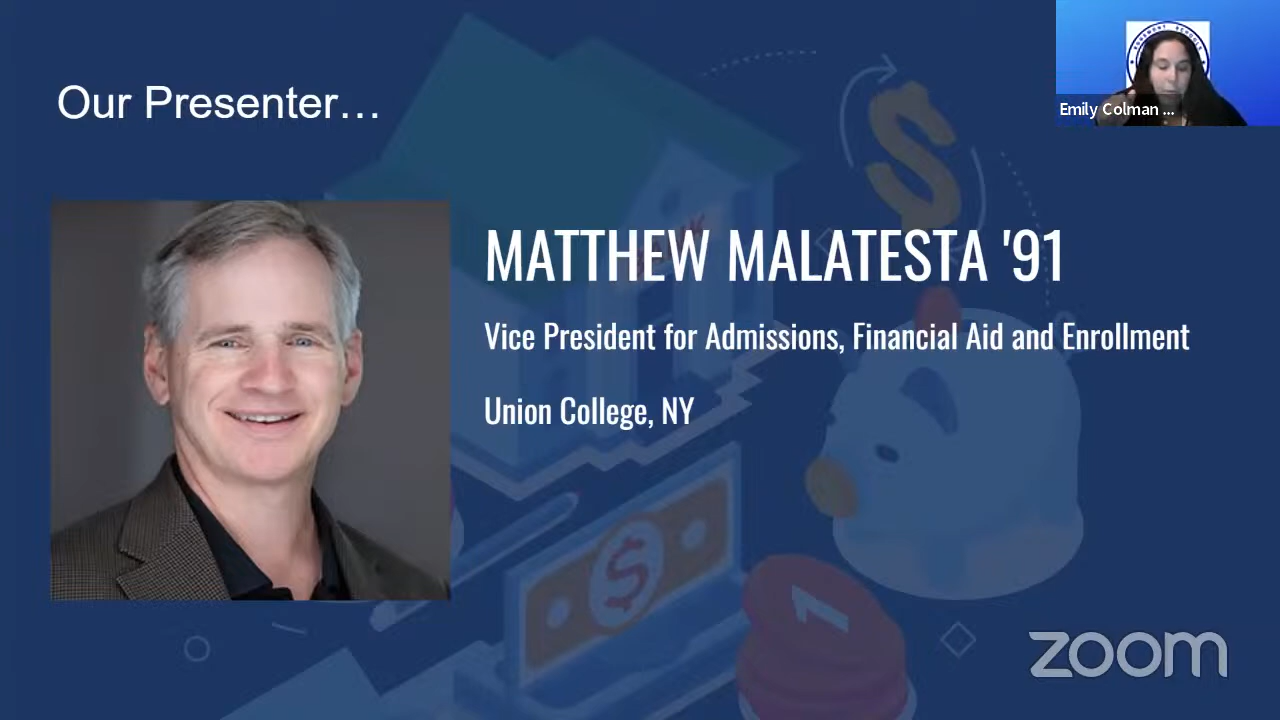 Our Presenter…
Emily Colman ...
MATTHEW MALATESTA '91
Vice President for Admissions, Financial Aid and Enrollment
Union College, NY
1
zoom